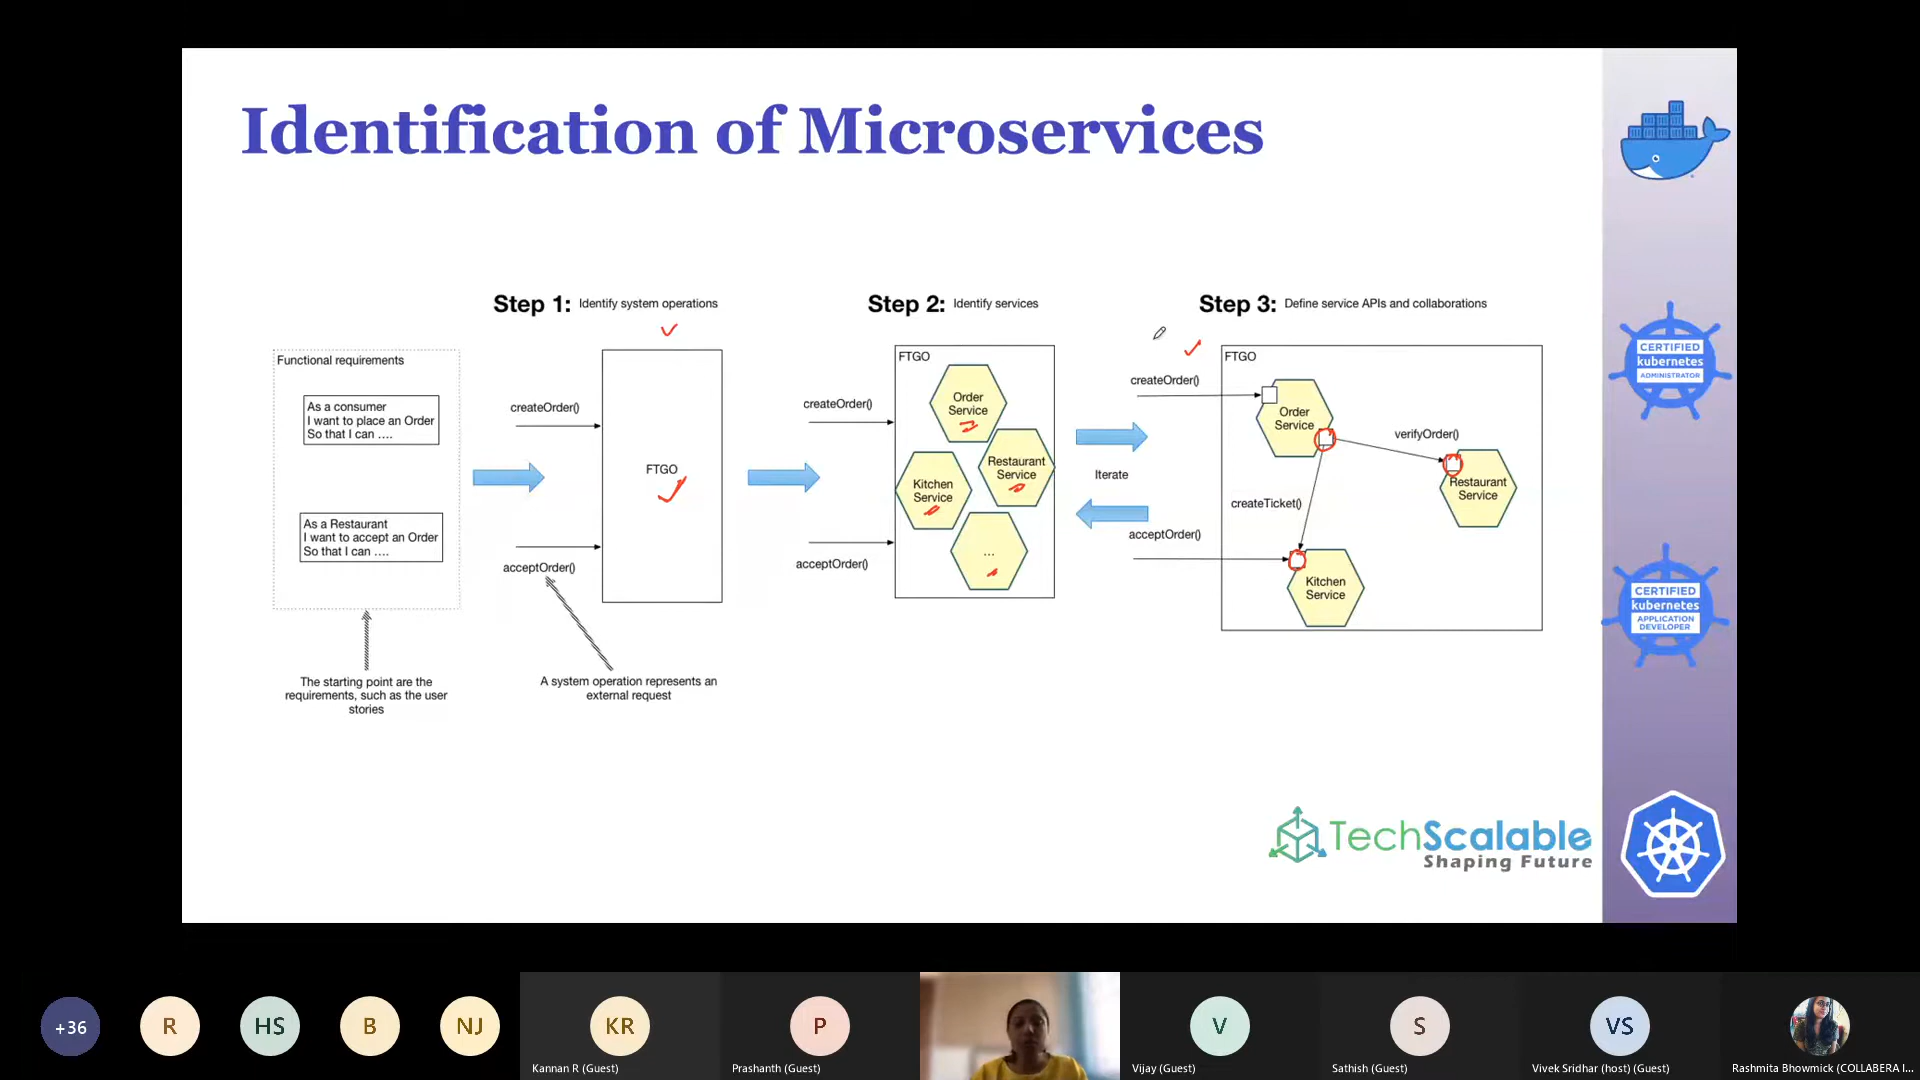 Identification of Microservices
Step 1: Identify system operations
Step 2: Identify services
Step 3: Define service APIs and collaborations
Functional requirements
As a consumer
I want to place an Order
So that I can ....
As a Restaurant
I want to accept an Order
So that I can ....
The starting point are the
requirements, such as the user
stories
createOrder()
FTGO
acceptOrder()
A system operation represents an
external request
createOrder()
acceptOrder()
FTGO
Order
Service
Restaurant
Service
Kitchen
Service
...
Iterate
createOrder()
acceptOrder()
FTGO
Order
Service
verifyOrder()
Restaurant
Service
createTicket()
Kitchen
Service
CERTIFIED
kubernetes
ADMINISTRATOR
CERTIFIED
kubernetes
APPLICATION
DEVELOPER
TechScalable
Shaping Future
+36
R
HS
B
NJ
KR
Kannan R (Guest)
P
Prashanth (Guest)
V
Vijay (Guest)
S
Sathish (Guest)
VS
Vivek Sridhar (host) (Guest)
Rashmita Bhowmick (COLLABERA I...